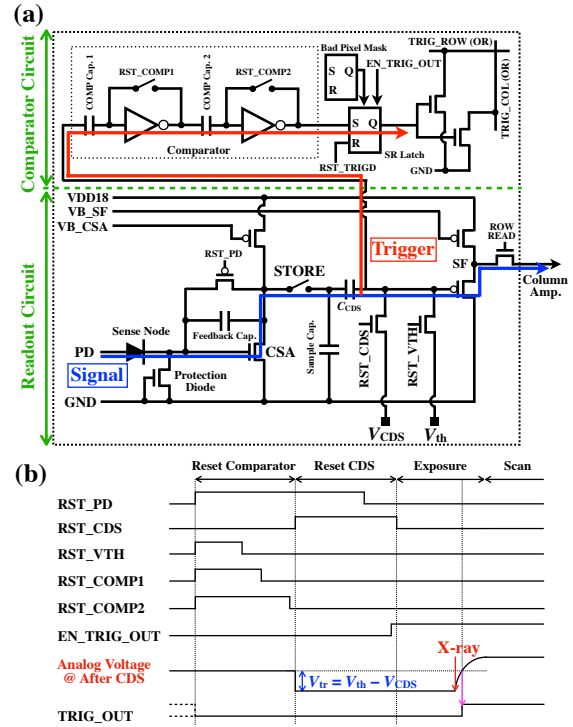 (a)
Comparator Circuit
COMP Cap. 1
RST_COMP1
COMP Cap. 2
RST_COMP2
Bad Pixel Mask
S Q
R
EN_TRIG_OUT
TRIG_ROW (OR)
TRIG_COL (OR)
S Q
R
Comparator
SR Latch
RST_TRIGD
GND
Readout Circuit
VDD18
VB_SF
VB_CSA
RST_PD
STORE
Trigger
ROW
READ
SF
Column
Amp.
CCDS
Sense Node
Feedback Cap.
PD
CSA
Sample Cap.
RST_CDS
RST_VTH
Signal
Protection
Diode
GND
VCDS
Vth
(b)
Reset Comparator Reset CDS Exposure Scan
RST_PD
RST_CDS
RST_VTH
RST_COMP1
RST_COMP2
EN_TRIG_OUT
X-ray
Analog Voltage
@ After CDS
Vtr = Vth − VCDS
TRIG_OUT